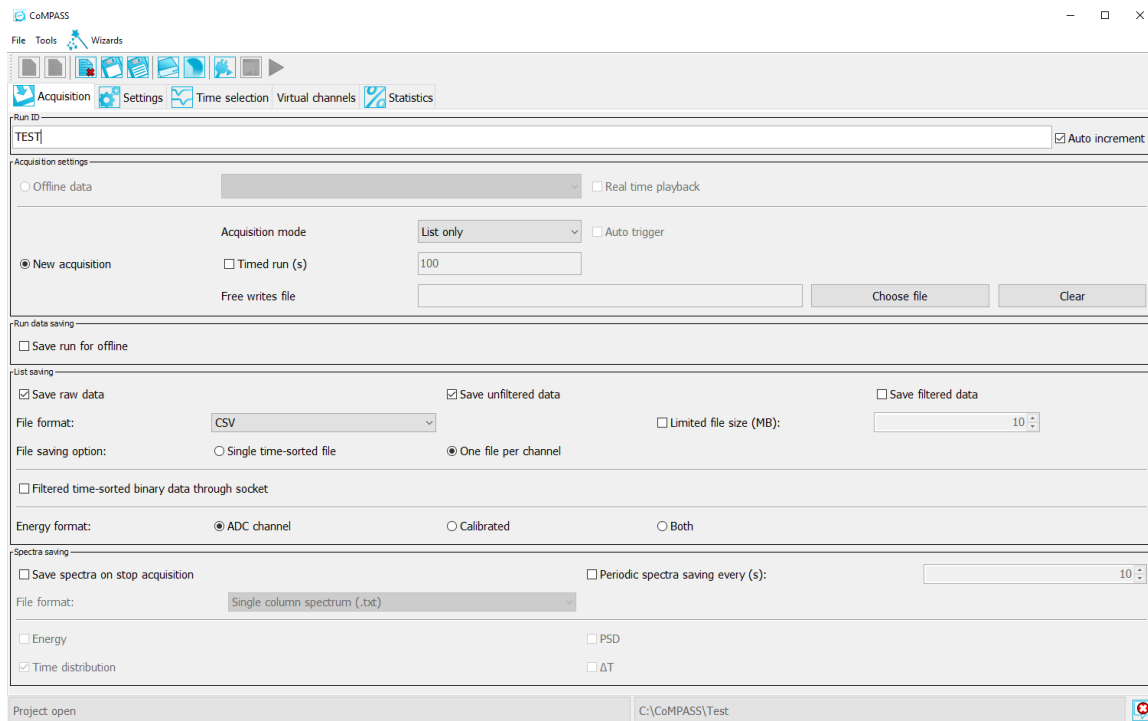 CoMPASS
File Tools Wizards
Acquisition Settings Time selection Virtual channels Statistics
Run ID
TEST Auto increment
Acquisition settings
Offline data Real time playback
Acquisition mode List only Auto trigger
New acquisition Timed run (s) 100
Free writes file Choose file Clear
Run data saving
Save run for offline
List saving
Save raw data Save unfiltered data Save filtered data
File format: CSV Limited file size (MB): 10
File saving option: Single time-sorted file One file per channel
Filtered time-sorted binary data through socket
Energy format: ADC channel Calibrated Both
Spectra saving
Save spectra on stop acquisition Periodic spectra saving every (s): 10
File format: Single column spectrum (.txt)
Energy PSD
Time distribution ΔT
Project open C:\CoMPASS\Test